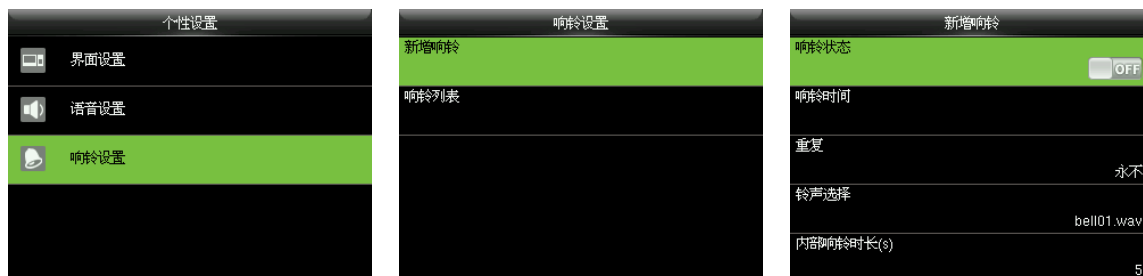 个性设置
界面设置
语音设置
响铃设置
响铃设置
新增响铃
响铃列表
新增响铃
响铃状态
OFF
响铃时间
重复
永不
铃声选择
bell01.wav
内部响铃时长(s)
5